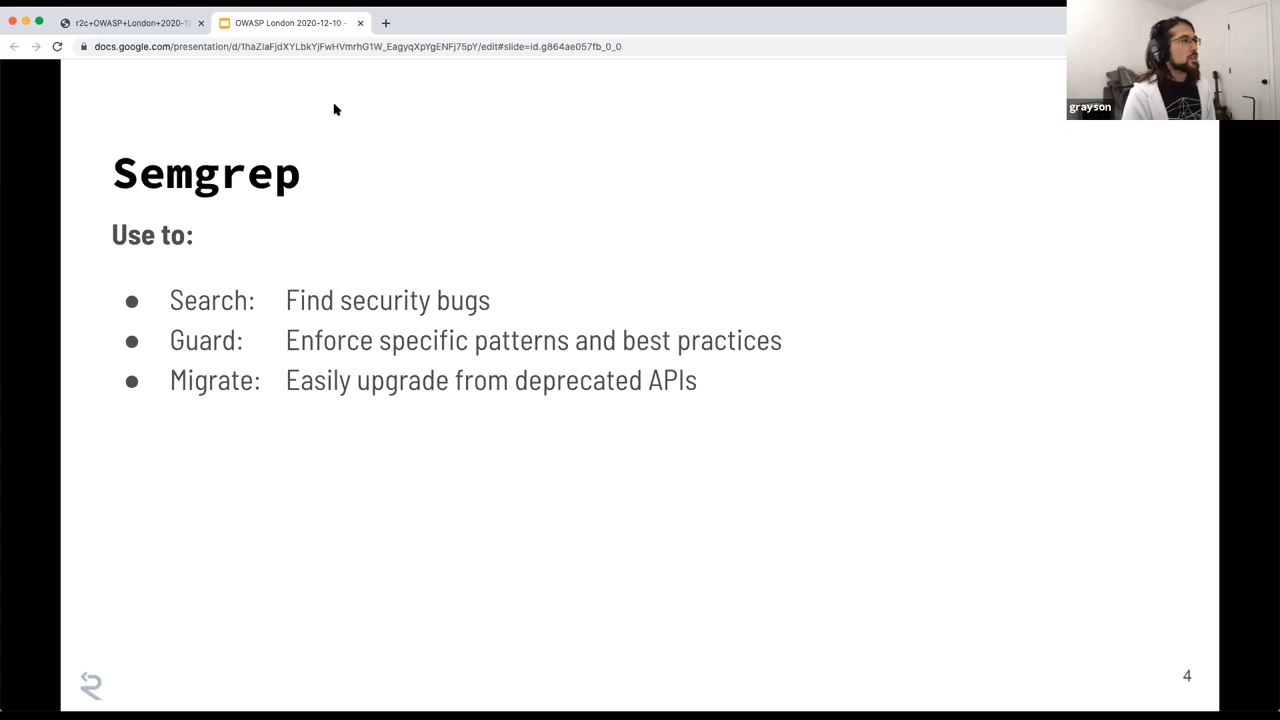 r2c+OWASP+London+2020-12
OWASP London 2020-12-10 -
docs.google.com/presentation/d/1haZlaFjdXYLbkYjFwHVmrhG1W_EagyqXpYgENFj75pY/edit#slide=id.g864ae057fb_0_0
grayson
Semgrep
Use to:
● Search: Find security bugs
● Guard: Enforce specific patterns and best practices
● Migrate: Easily upgrade from deprecated APIs
4